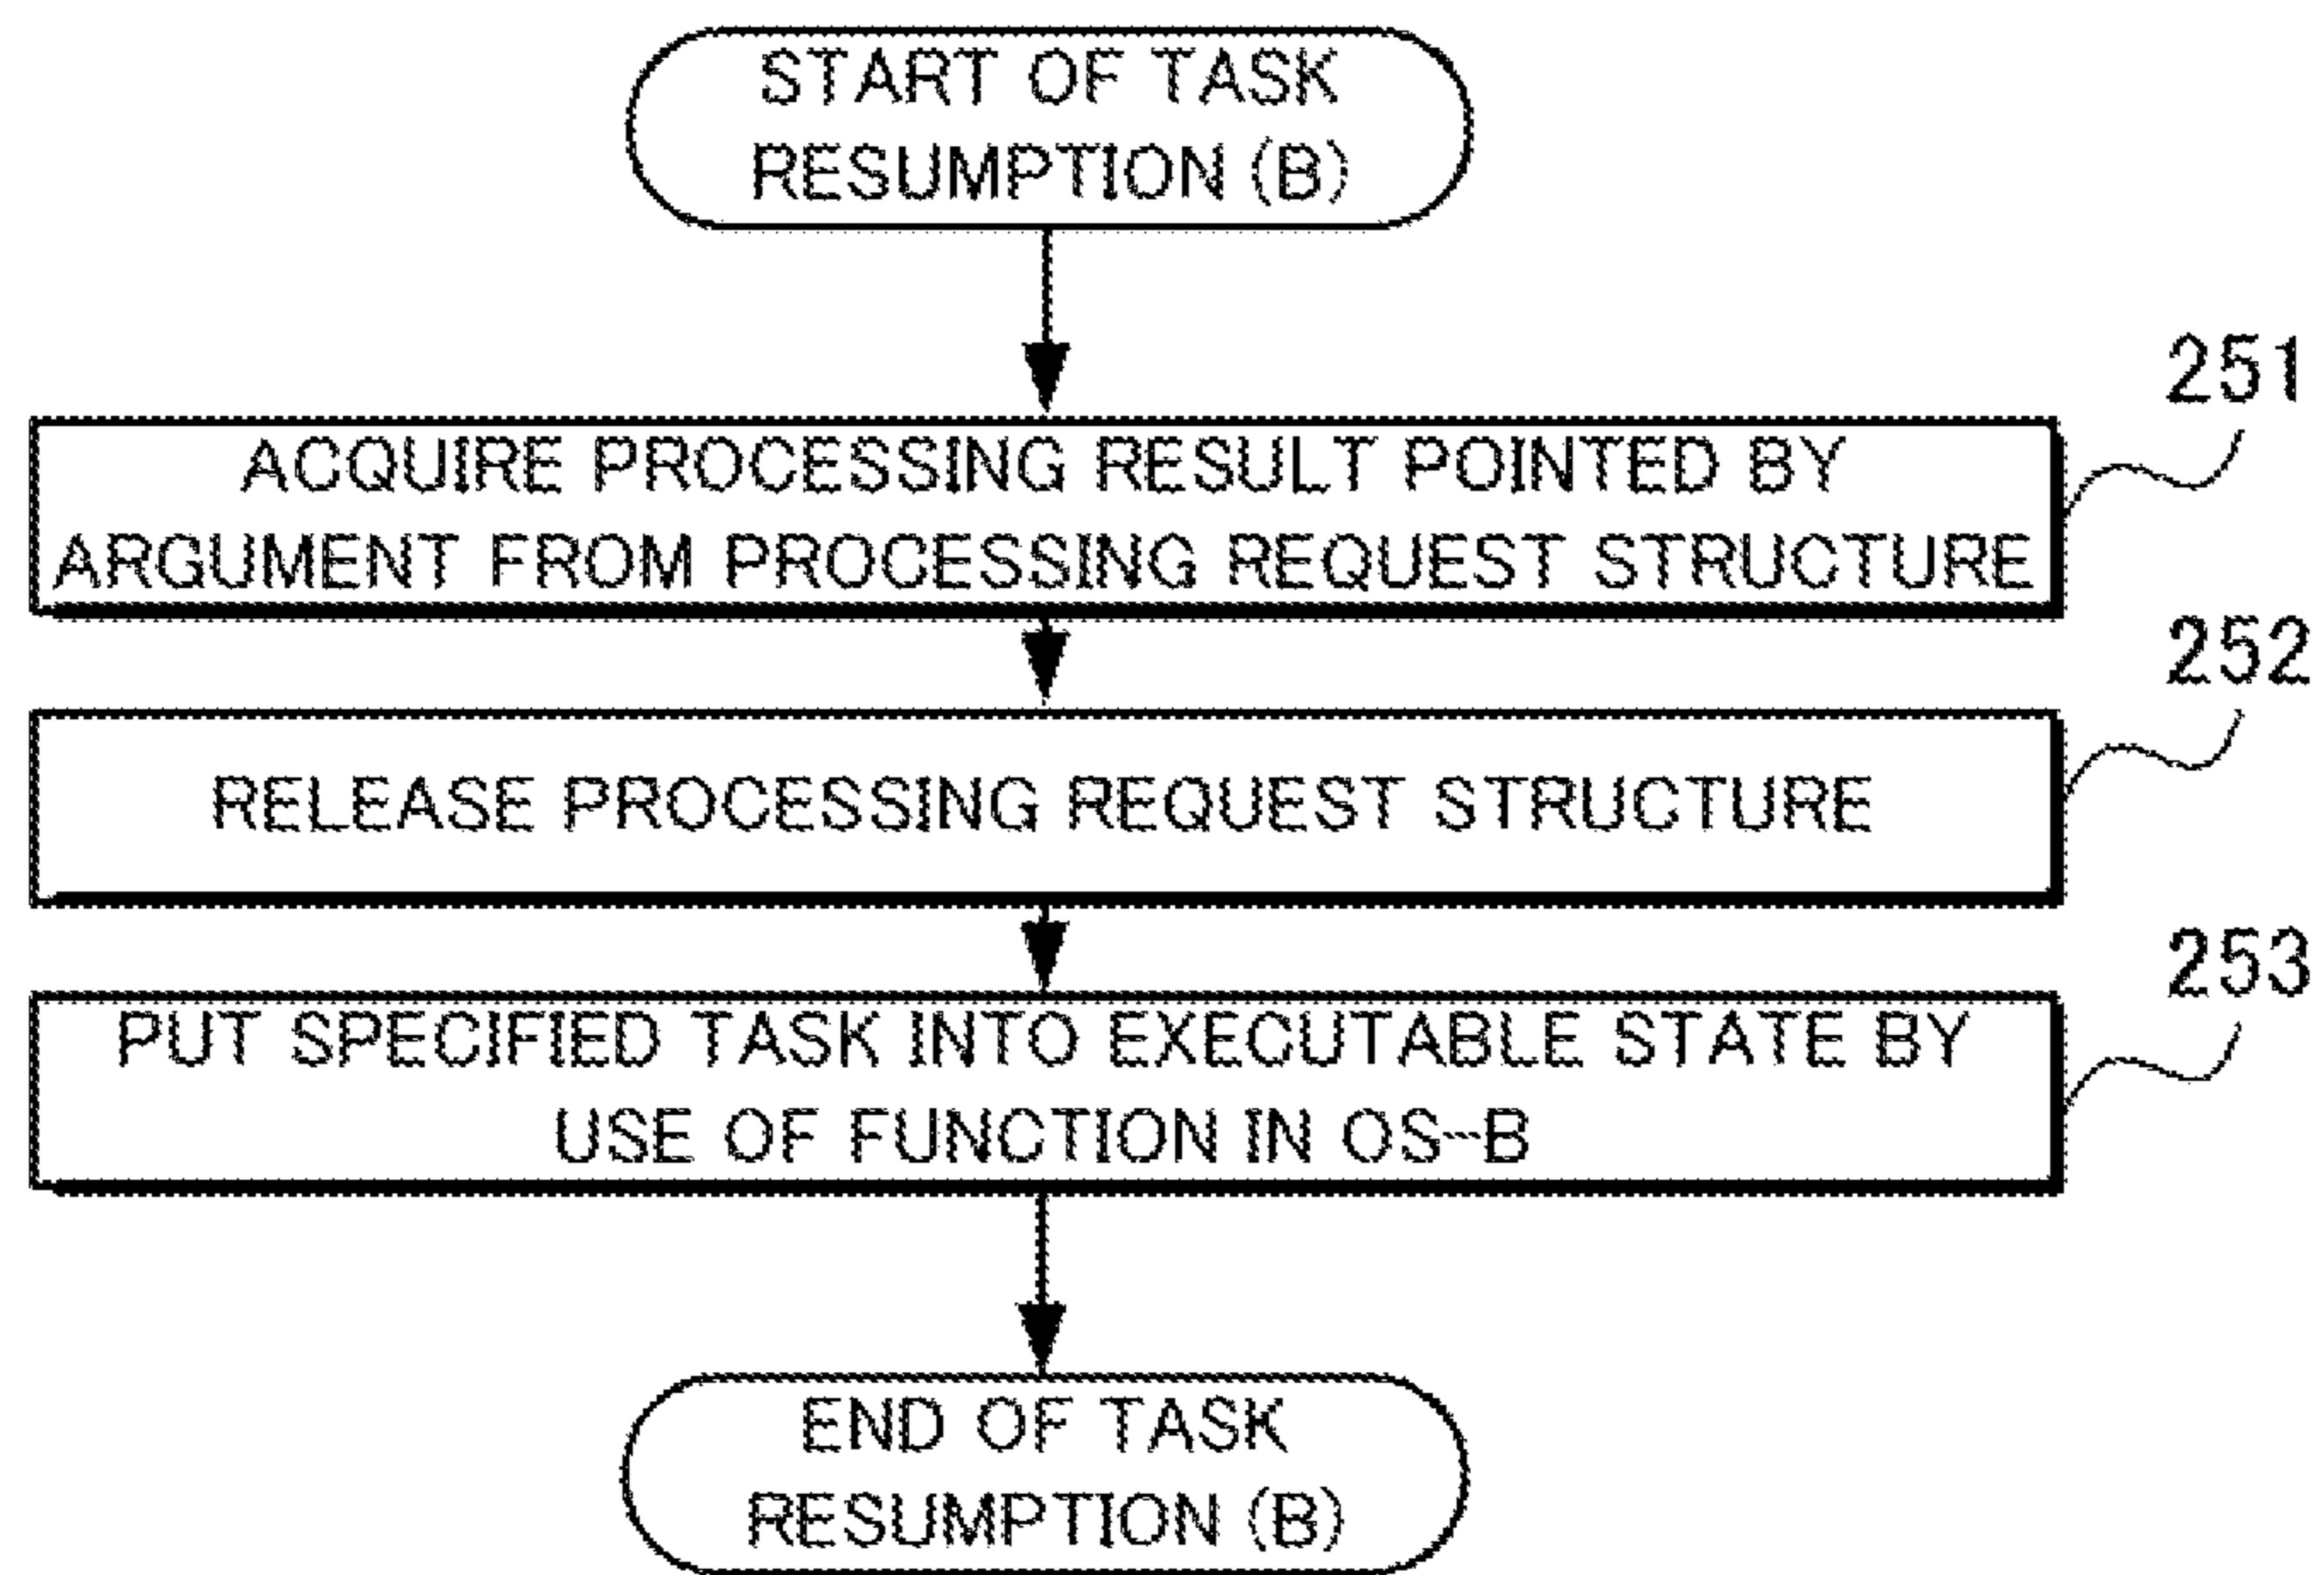 START OF TASK
RESUMPTION (B)
251
ACQUIRE PROCESSING RESULT POINTED BY
ARGUMENT FROM PROCESSING REQUEST STRUCTURE
252
RELEASE PROCESSING REQUEST STRUCTURE
253
PUT SPECIFIED TASK INTO EXECUTABLE STATE BY
USE OF FUNCTION IN OS-B
END OF TASK
RESUMPTION (B)